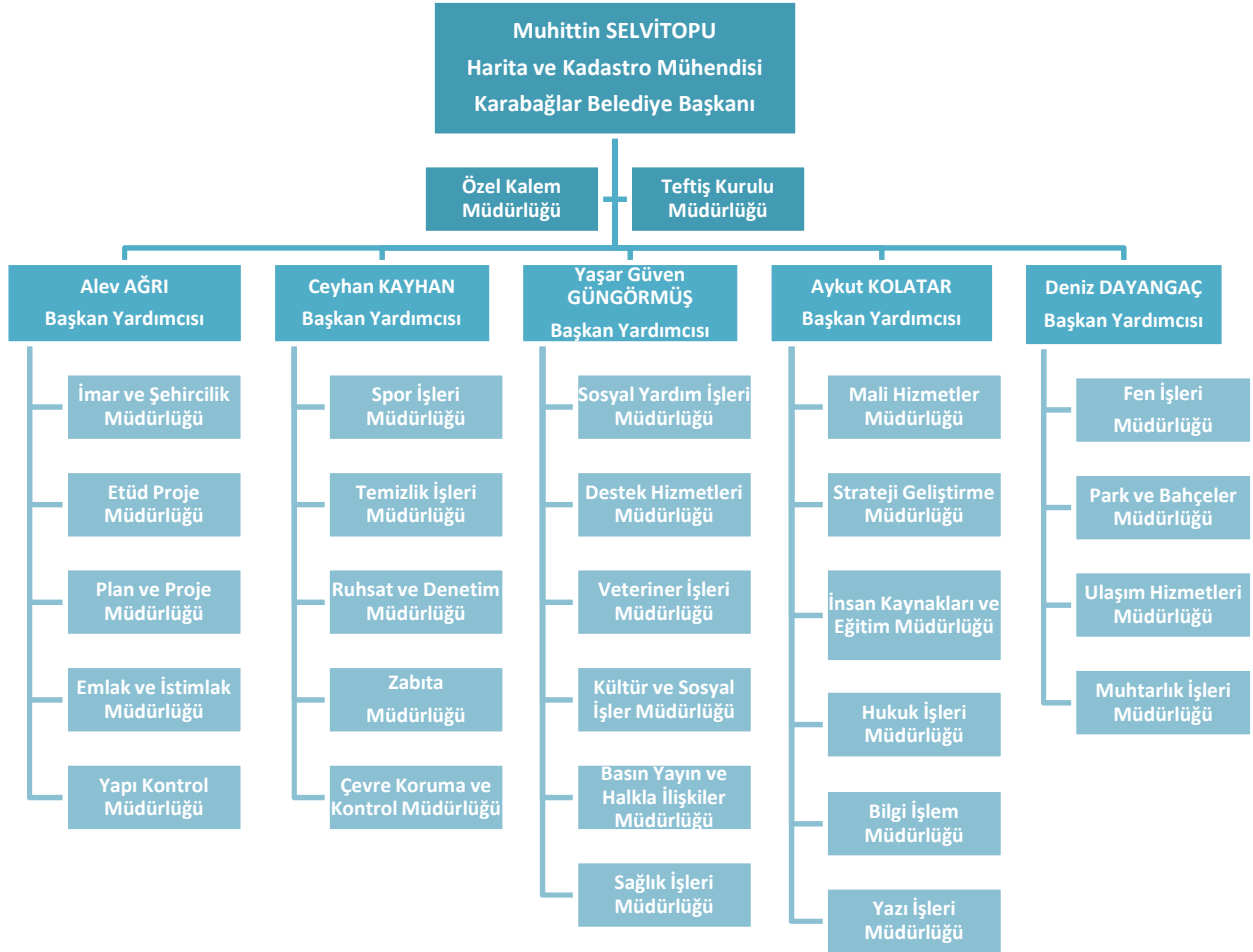 Muhittin SELVİTOPU
Harita ve Kadastro Mühendisi
Karabağlar Belediye Başkanı
Özel Kalem
Müdürlüğü
Teftiş Kurulu
Müdürlüğü
Alev AĞRI
Başkan Yardımcısı
İmar ve Şehircilik
Müdürlüğü
Etüd Proje
Müdürlüğü
Plan ve Proje
Müdürlüğü
Emlak ve İstimlak
Müdürlüğü
Yapı Kontrol
Müdürlüğü
Ceyhan KAYHAN
Başkan Yardımcısı
Spor İşleri
Müdürlüğü
Temizlik İşleri
Müdürlüğü
Ruhsat ve Denetim
Müdürlüğü
Zabıta
Müdürlüğü
Çevre Koruma ve
Kontrol Müdürlüğü
Yaşar Güven
GÜNGÖRMÜŞ
Başkan Yardımcısı
Sosyal Yardım İşleri
Müdürlüğü
Destek Hizmetleri
Müdürlüğü
Veteriner İşleri
Müdürlüğü
Kültür ve Sosyal
İşler Müdürlüğü
Basın Yayın ve
Halkla İlişkiler
Müdürlüğü
Sağlık İşleri
Müdürlüğü
Aykut KOLATAR
Başkan Yardımcısı
Mali Hizmetler
Müdürlüğü
Strateji Geliştirme
Müdürlüğü
İnsan Kaynakları ve
Eğitim Müdürlüğü
Hukuk İşleri
Müdürlüğü
Bilgi İşlem
Müdürlüğü
Yazı İşleri
Müdürlüğü
Deniz DAYANGAÇ
Başkan Yardımcısı
Fen İşleri
Müdürlüğü
Park ve Bahçeler
Müdürlüğü
Ulaşım Hizmetleri
Müdürlüğü
Muhtarlık İşleri
Müdürlüğü